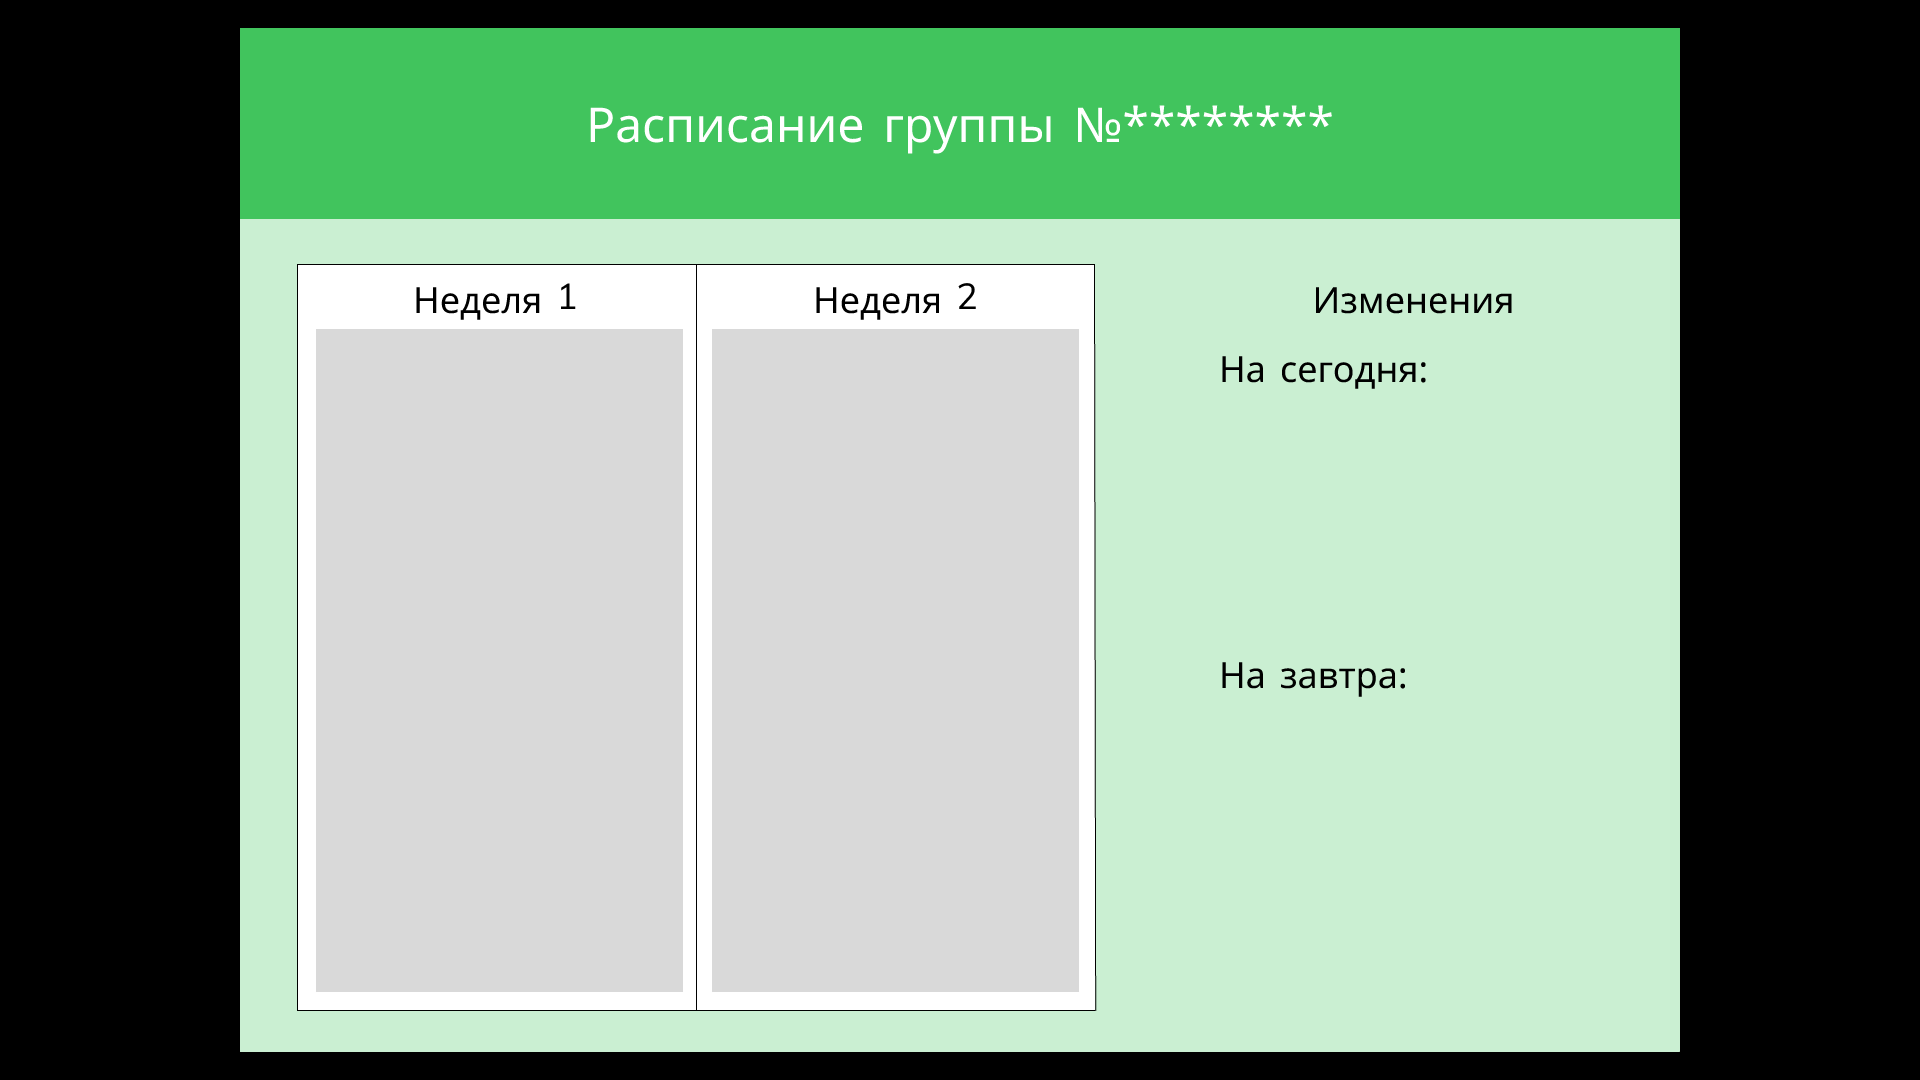 Расписание группы №********
Неделя 1
Неделя 2
Изменения
На сегодня:
На завтра: